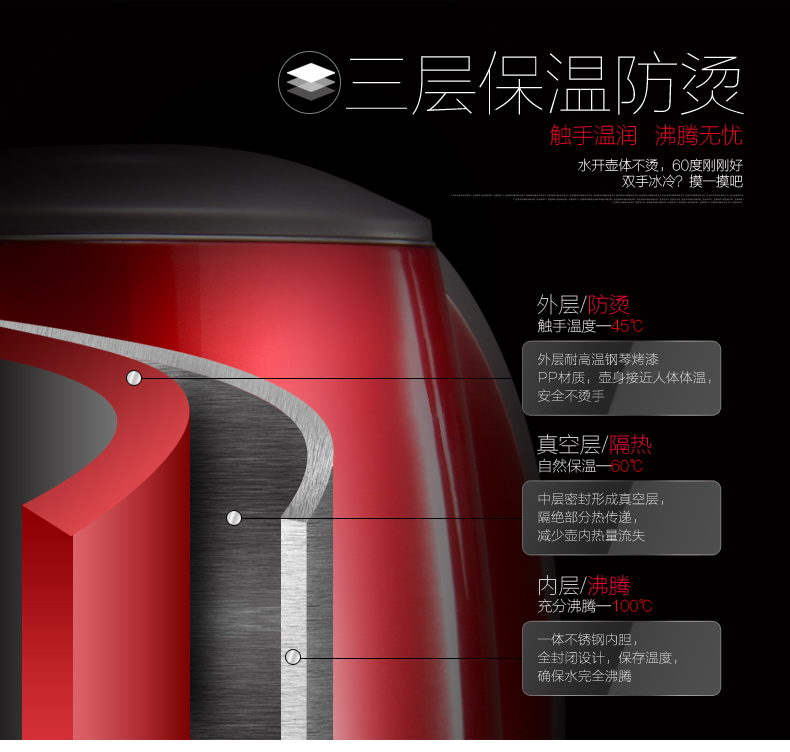 三层保温防烫
触手温润 沸腾无忧
水开壶体不烫，60度刚刚好
双手冰冷？摸一摸吧
外层/防烫
触手温度—45℃
外层耐高温钢琴烤漆
PP材质，壶身接近人体体温，
安全不烫手
真空层/隔热
自然保温—60℃
中层密封形成真空层，
隔绝部分热传递，
减少壶内热量流失
内层/沸腾
充分沸腾—100℃
一体不锈钢内胆，
全封闭设计，保存温度，
确保水完全沸腾